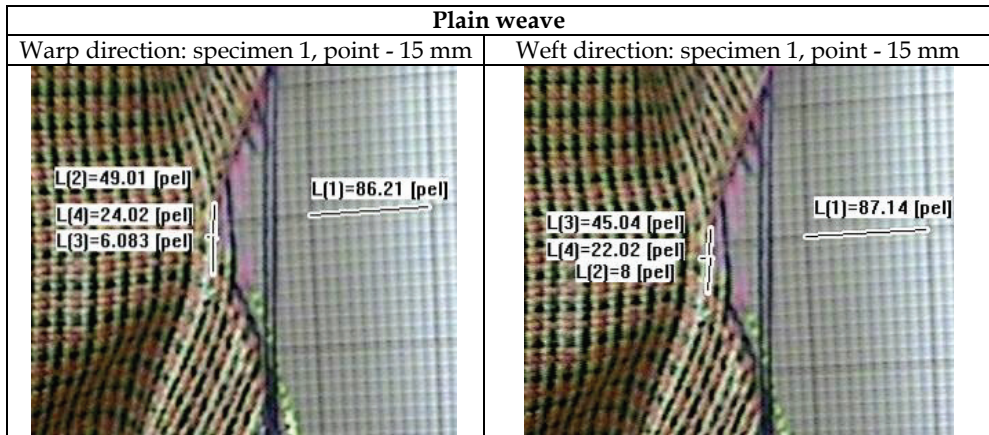 Plain weave
Warp direction: specimen 1, point - 15 mm
Weft direction: specimen 1, point - 15 mm
L(2)=49.01 [pel]
L(1)=86.21 [pel]
L(4)=24.02 [pel]
L(3)=6.083 [pel]
L(1)=87.14 [pel]
L(3)=45.04 [pel]
L(4)=22.02 [pel]
L(2)=8 [pel]